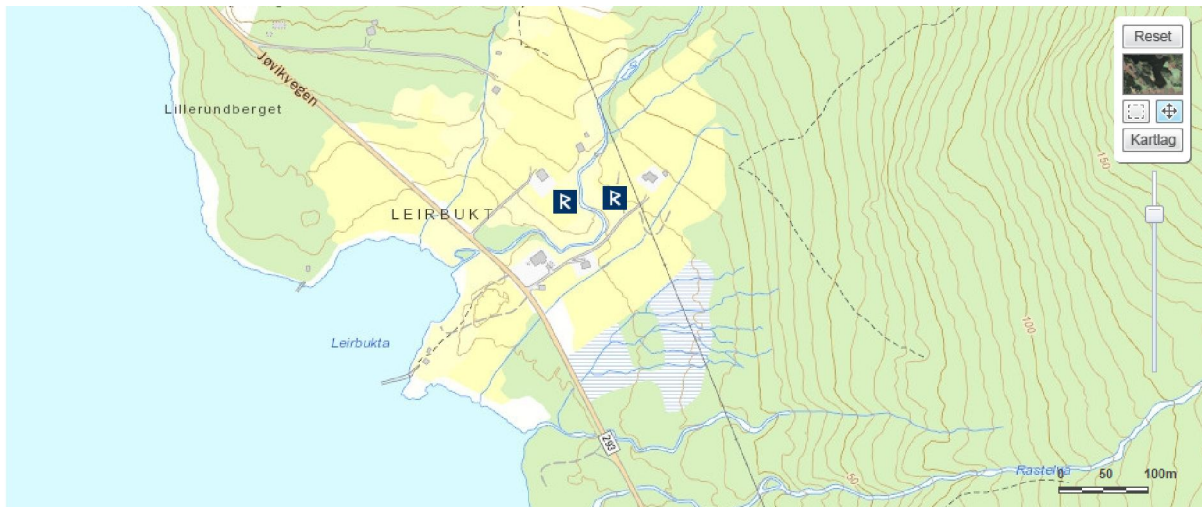 Reset
Kartlag
Jøvikvegen
Lillerundberget
LEIRBUKT
R
R
Leirbukta
150
100
50
293
Rastelva
0 50 100m